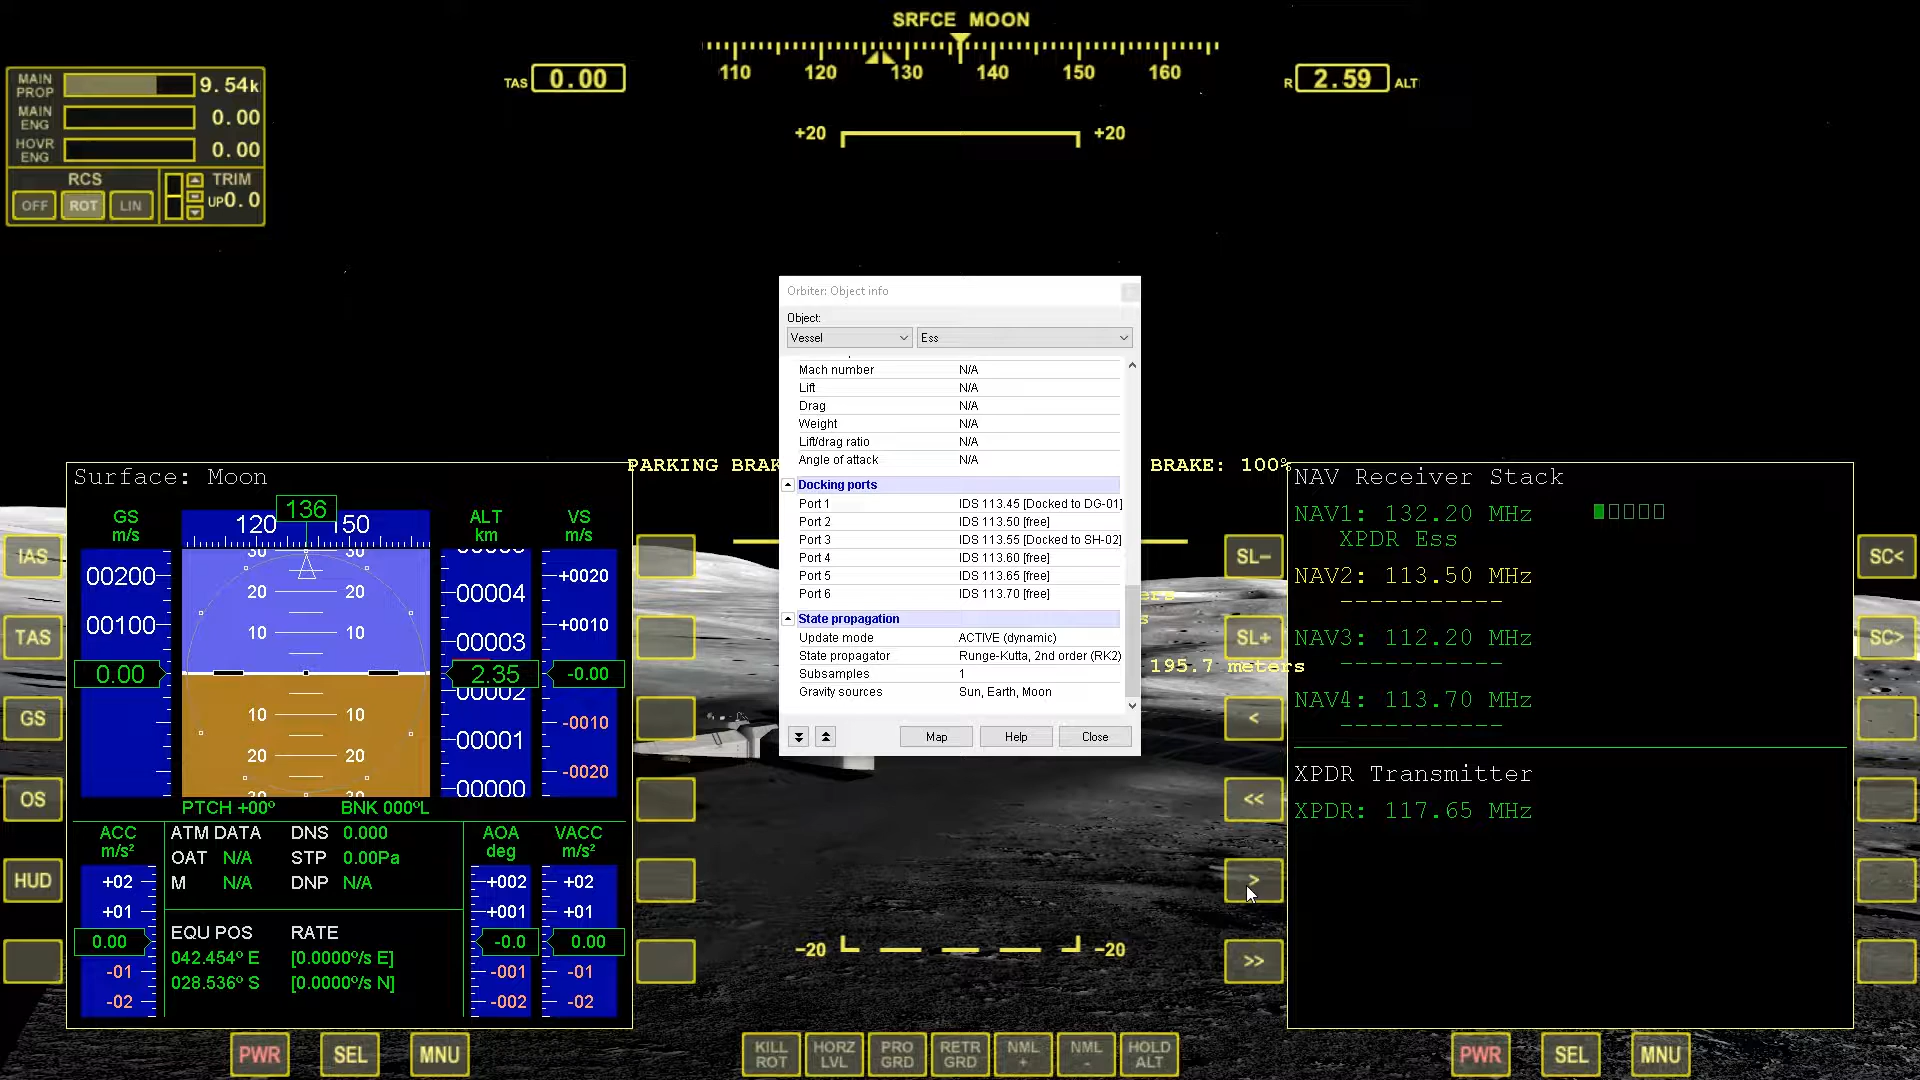 SRFCE MOON
110 120 130 140 150 160
TAS 0.00
R 2.59 ALT
+20 +20
MAIN PROP 9.54k
MAIN ENG 0.00
HOVR ENG 0.00
RCS TRIM
OFF ROT LIN UP0.0
Orbiter: Object info
Object:
Vessel Ess
Mach number N/A
Lift N/A
Drag N/A
Weight N/A
Lift/drag ratio N/A
Angle of attack N/A
Docking ports
Port 1 IDS 113.45 [Docked to DG-01]
Port 2 IDS 113.50 [free]
Port 3 IDS 113.55 [Docked to SH-02]
Port 4 IDS 113.60 [free]
Port 5 IDS 113.65 [free]
Port 6 IDS 113.70 [free]
State propagation
Update mode ACTIVE (dynamic)
State propagator Runge-Kutta, 2nd order (RK2)
Subsamples 1
Gravity sources Sun, Earth, Moon
Map Help Close
PARKING BRAK
BRAKE: 100%
195.7 meters
-20 -20
Surface: Moon
GS m/s
136
120 150
ALT km
VS m/s
00200
00100
0.00
30 30
20 20
10 10
10 10
20 20
00004
00003
2.35
00002
00001
00000
+0020
+0010
-0.00
-0010
-0020
PTCH +00° BNK 000°L
ACC m/s²
+02
+01
0.00
-01
-02
ATM DATA DNS 0.000
OAT N/A STP 0.00Pa
M N/A DNP N/A
EQU POS RATE
042.454° E [0.0000°/s E]
028.536° S [0.0000°/s N]
AOA deg
+002
+001
-0.0
-001
-002
VACC m/s²
+02
+01
0.00
-01
-02
IAS
TAS
GS
OS
HUD
PWR SEL MNU
KILL ROT
HORZ LVL
PRO GRD
RETR GRD
NML +
NML -
HOLD ALT
NAV Receiver Stack
NAV1: 132.20 MHz
XPDR Ess
NAV2: 113.50 MHz
-----------
NAV3: 112.20 MHz
-----------
NAV4: 113.70 MHz
-----------
XPDR Transmitter
XPDR: 117.65 MHz
SL-
SL+
<
<<
>
>>
SC<
SC>
PWR SEL MNU